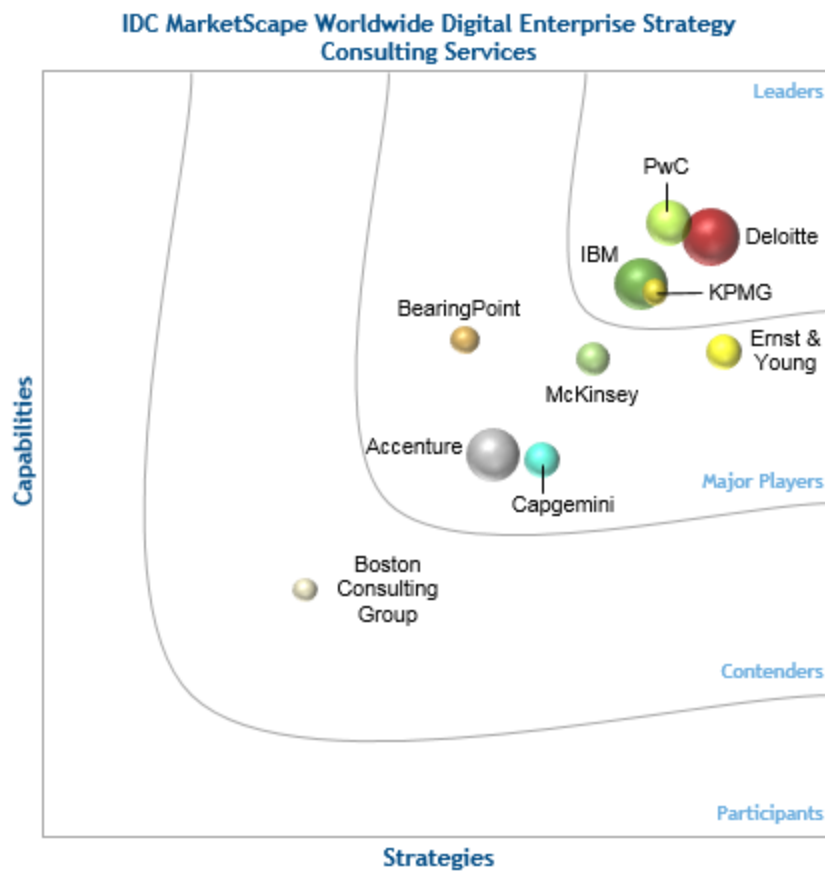 IDC MarketScape Worldwide Digital Enterprise Strategy
Consulting Services
Leaders
PwC
Deloitte
IBM
KPMG
BearingPoint
Ernst &
Young
McKinsey
Accenture
Capgemini
Major Players
Boston
Consulting
Group
Contenders
Participants
Capabilities
Strategies